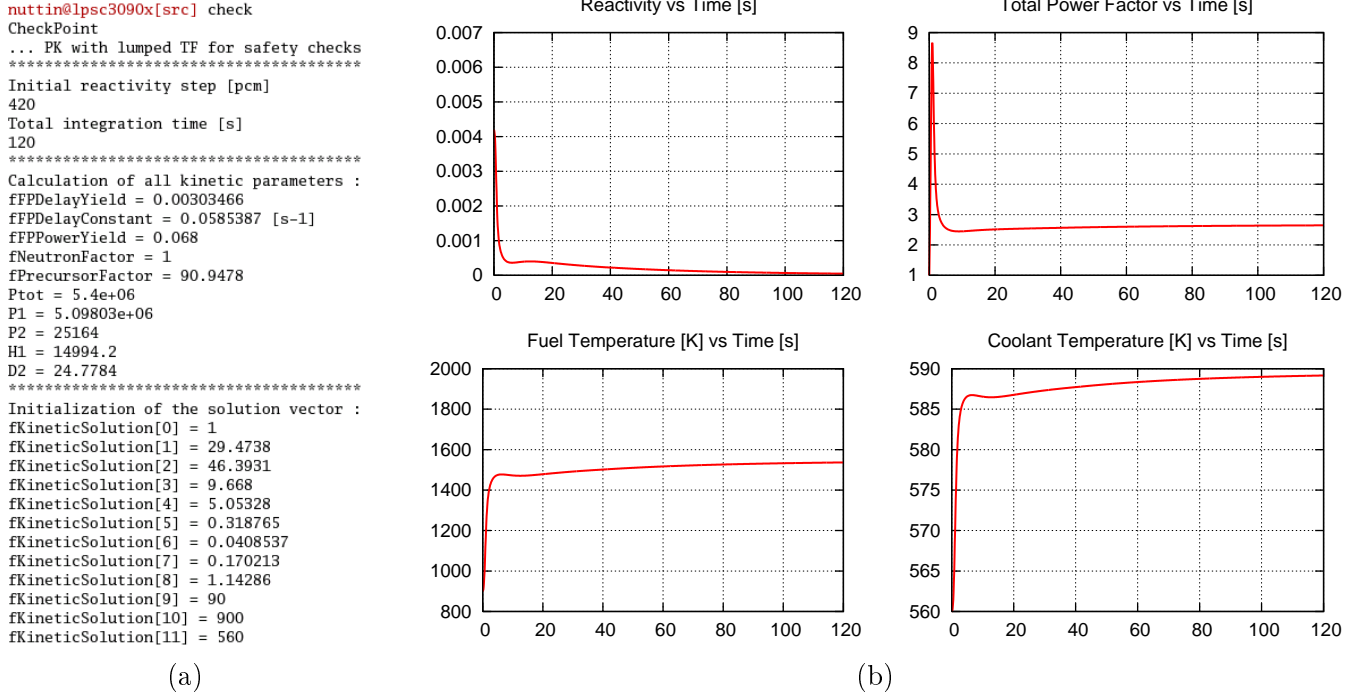 nuttin@lpsc3090x[src] check
CheckPoint
... PK with lumped TF for safety checks
***************************************
Initial reactivity step [pcm]
420
Total integration time [s]
120
***************************************
Calculation of all kinetic parameters :
fFPDelayYield = 0.00303466
fFPDelayConstant = 0.0585387 [s-1]
fFPPowerYield = 0.068
fNeutronFactor = 1
fPrecursorFactor = 90.9478
Ptot = 5.4e+06
P1 = 5.09803e+06
P2 = 25164
H1 = 14994.2
D2 = 24.7784
***************************************
Initialization of the solution vector :
fKineticSolution[0] = 1
fKineticSolution[1] = 29.4738
fKineticSolution[2] = 46.3931
fKineticSolution[3] = 9.668
fKineticSolution[4] = 5.05328
fKineticSolution[5] = 0.318765
fKineticSolution[6] = 0.0408537
fKineticSolution[7] = 0.170213
fKineticSolution[8] = 1.14286
fKineticSolution[9] = 90
fKineticSolution[10] = 900
fKineticSolution[11] = 560
(a)
Reactivity vs Time [s]
0.007
0.006
0.005
0.004
0.003
0.002
0.001
0
0 20 40 60 80 100 120
Total Power Factor vs Time [s]
9
8
7
6
5
4
3
2
1
0 20 40 60 80 100 120
Fuel Temperature [K] vs Time [s]
2000
1800
1600
1400
1200
1000
800
0 20 40 60 80 100 120
Coolant Temperature [K] vs Time [s]
590
585
580
575
570
565
560
0 20 40 60 80 100 120
(b)